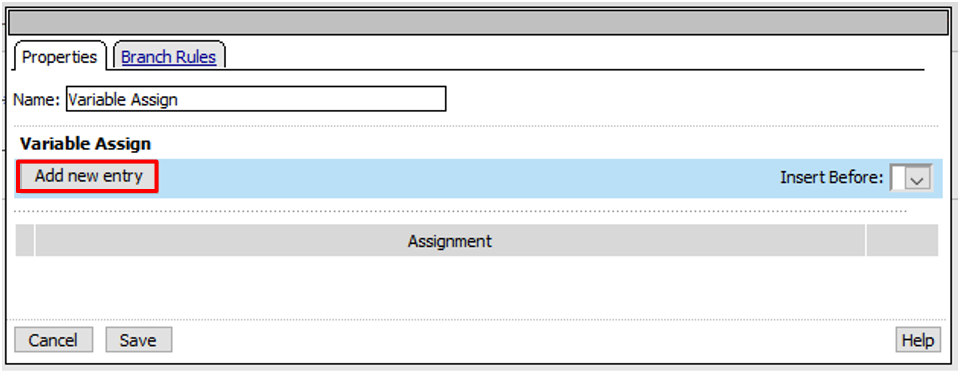 Properties Branch Rules
Name: Variable Assign
Variable Assign
Add new entry Insert Before:
Assignment
Cancel Save Help